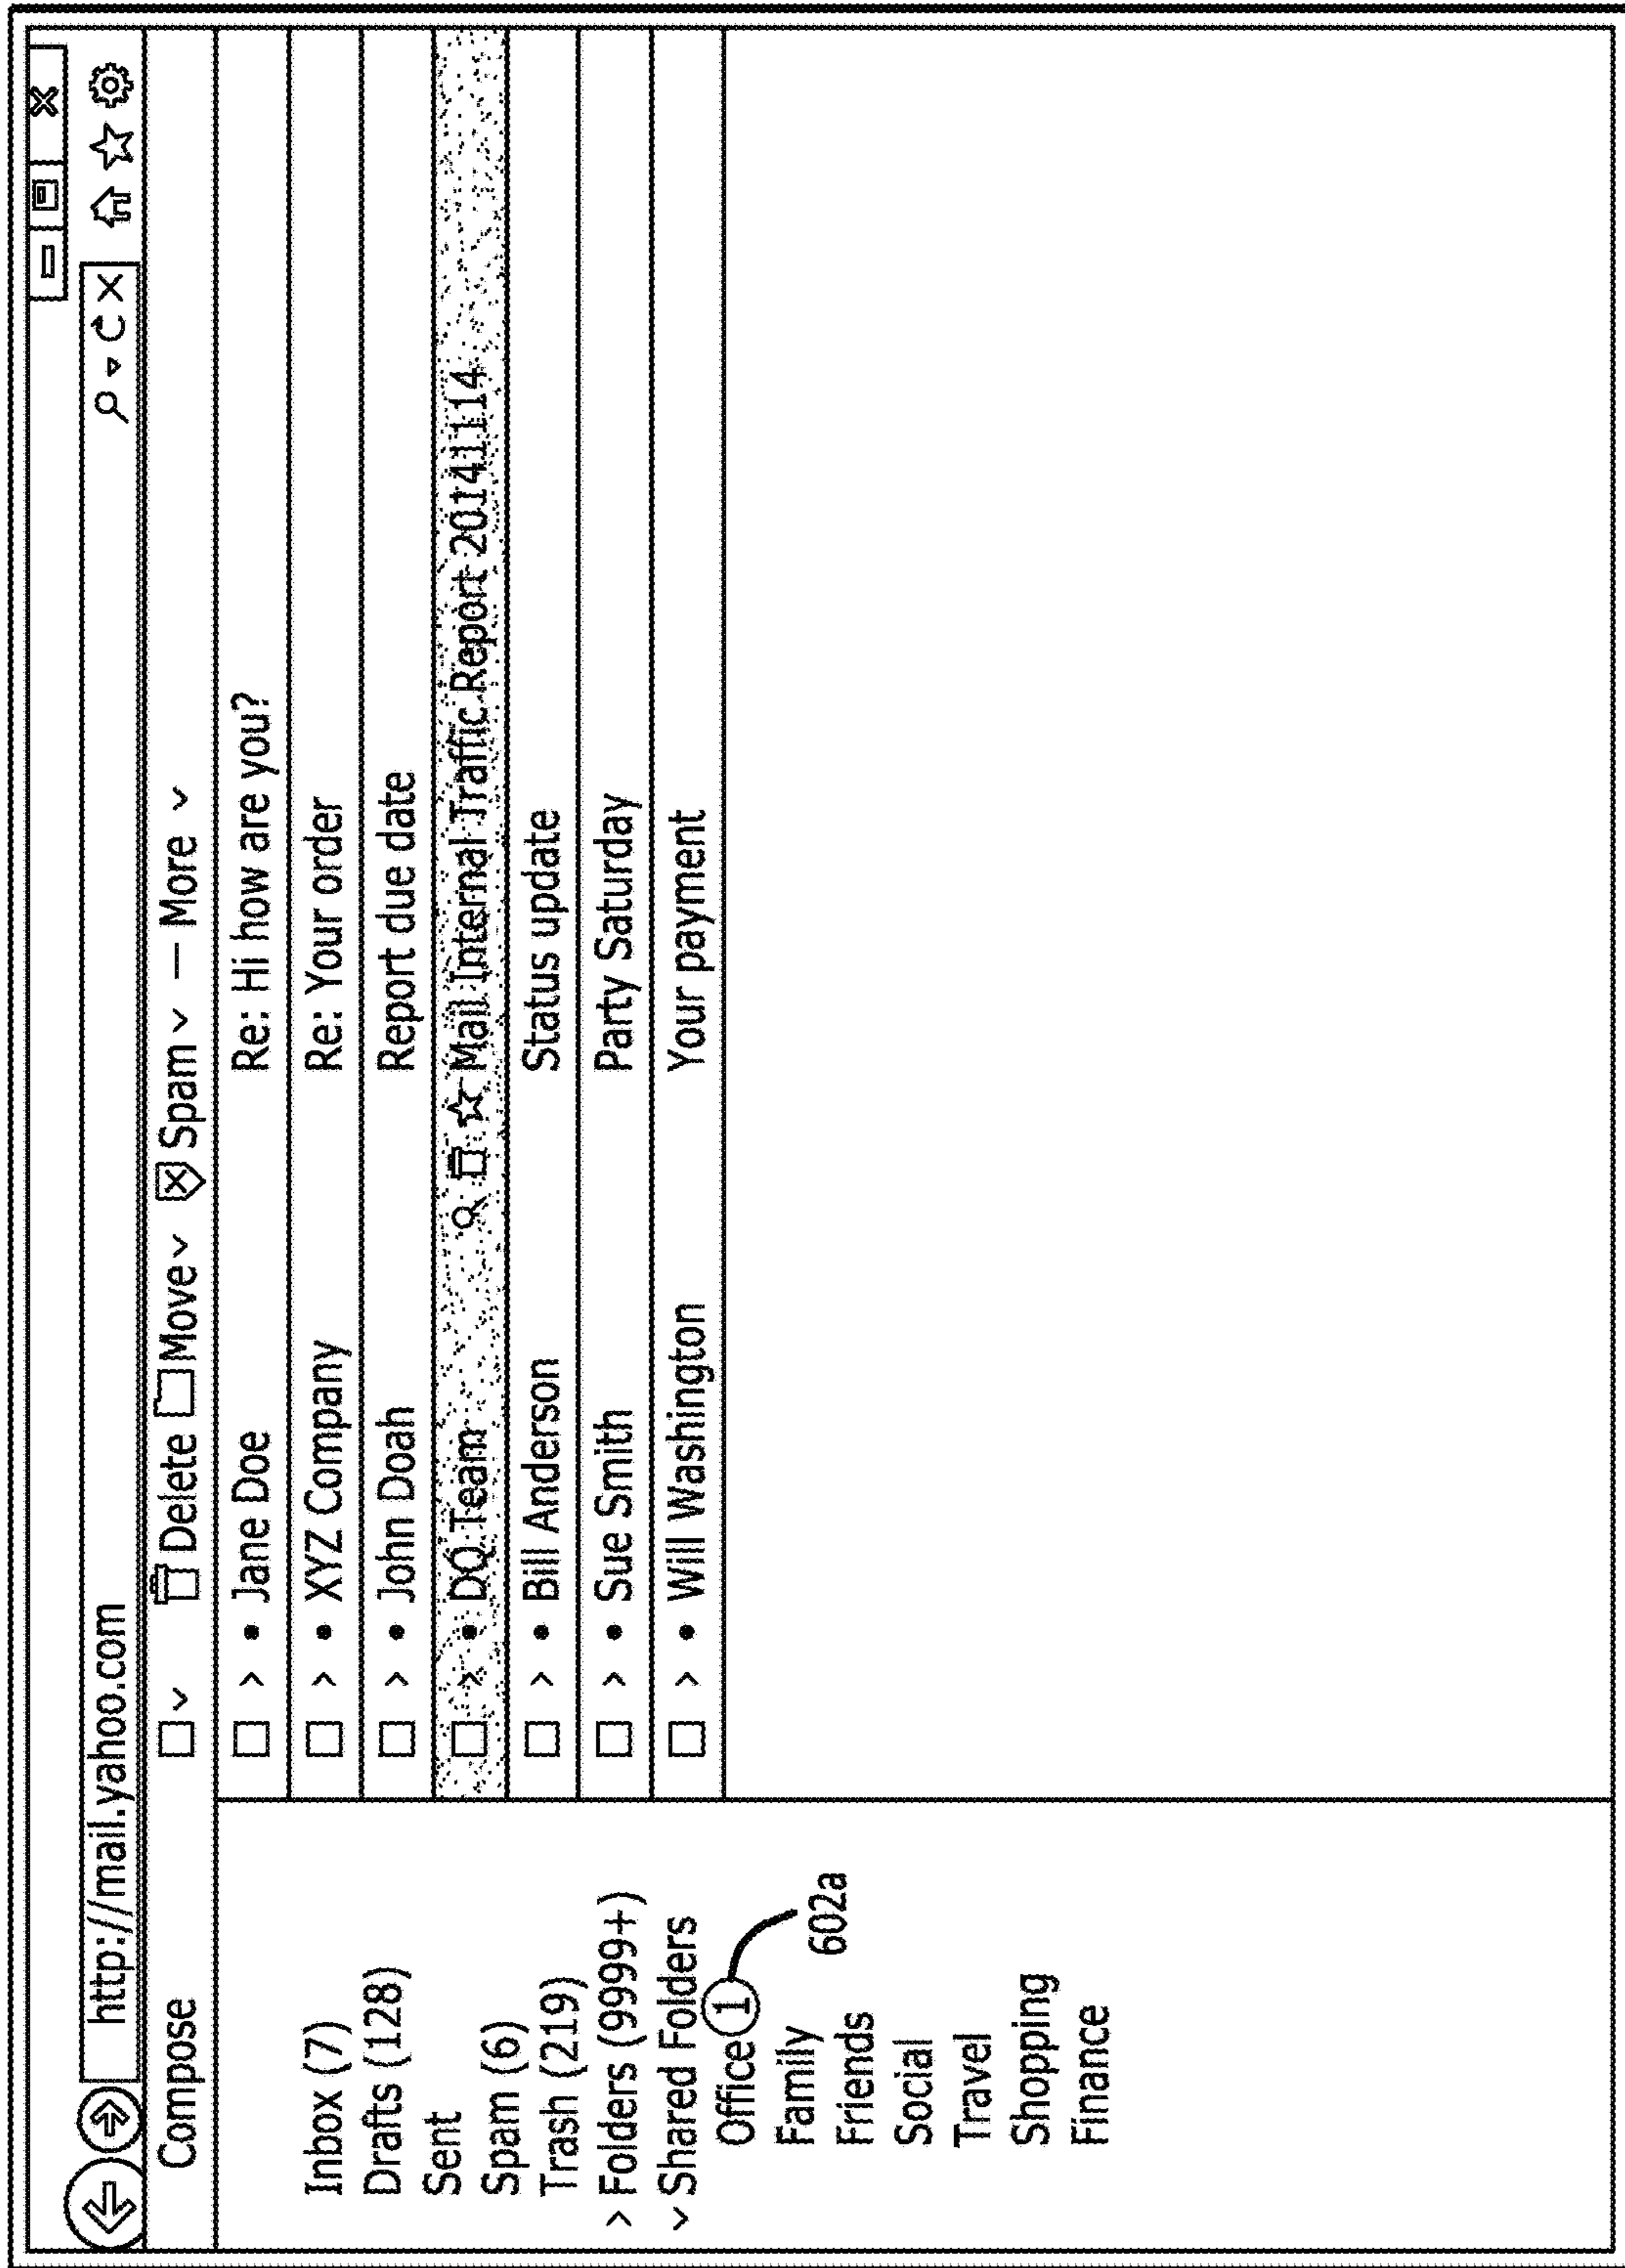 http://mail.yahoo.com
Compose
Delete Move Spam — More
Jane Doe Re: Hi how are you?
XYZ Company Re: Your order
John Doah Report due date
DQ Team Mail Internal Traffic Report 20141114
Bill Anderson Status update
Sue Smith Party Saturday
Will Washington Your payment
Inbox (7)
Drafts (128)
Sent
Spam (6)
Trash (219)
> Folders (9999+)
Shared Folders
Office 1
602a
Family
Friends
Social
Travel
Shopping
Finance